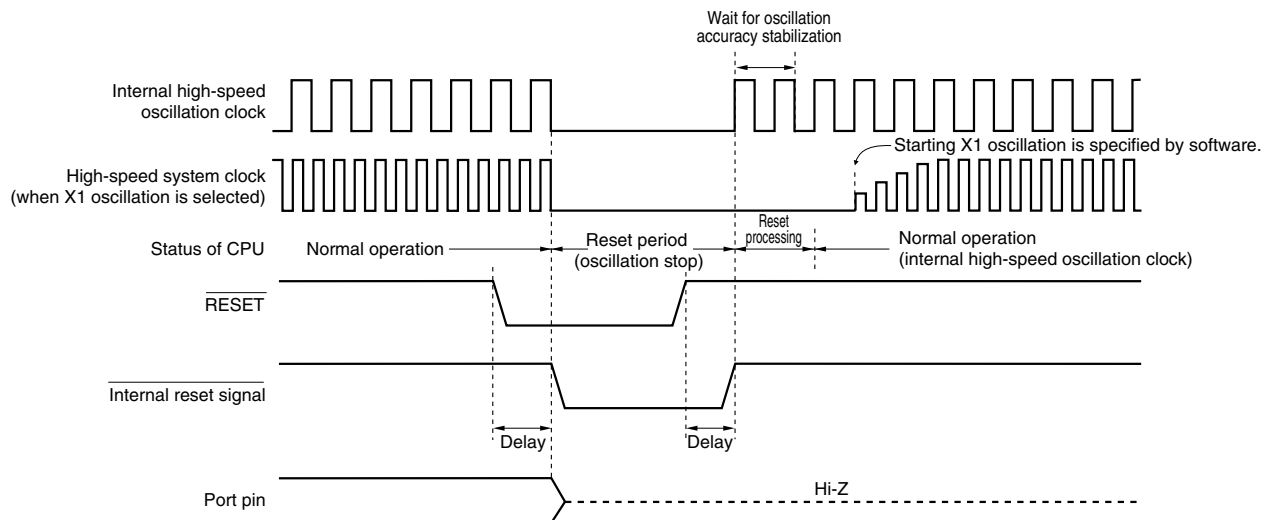 Wait for oscillation
accuracy stabilization
Internal high-speed
oscillation clock
Starting X1 oscillation is specified by software.
High-speed system clock
(when X1 oscillation is selected)
Status of CPU
Normal operation
Reset period
(oscillation stop)
Reset
processing
Normal operation
(internal high-speed oscillation clock)
RESET
Internal reset signal
Delay
Delay
Port pin
Hi-Z